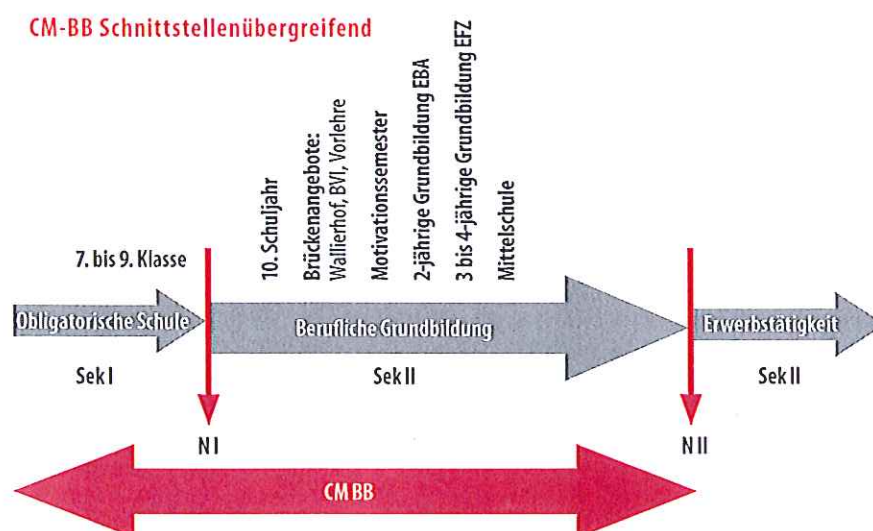 CM-BB Schnittstellenübergreifend
7. bis 9. Klasse
10. Schuljahr
Brückenangebote:
Wallierhof, BVI, Vorlehre
Motivationssemester
2-jährige Grundbildung EBA
3 bis 4-jährige Grundbildung EFZ
Mittelschule
Obligatorische Schule
Berufliche Grundbildung
Erwerbstätigkeit
Sek I
Sek II
Sek II
N I
N II
CM BB